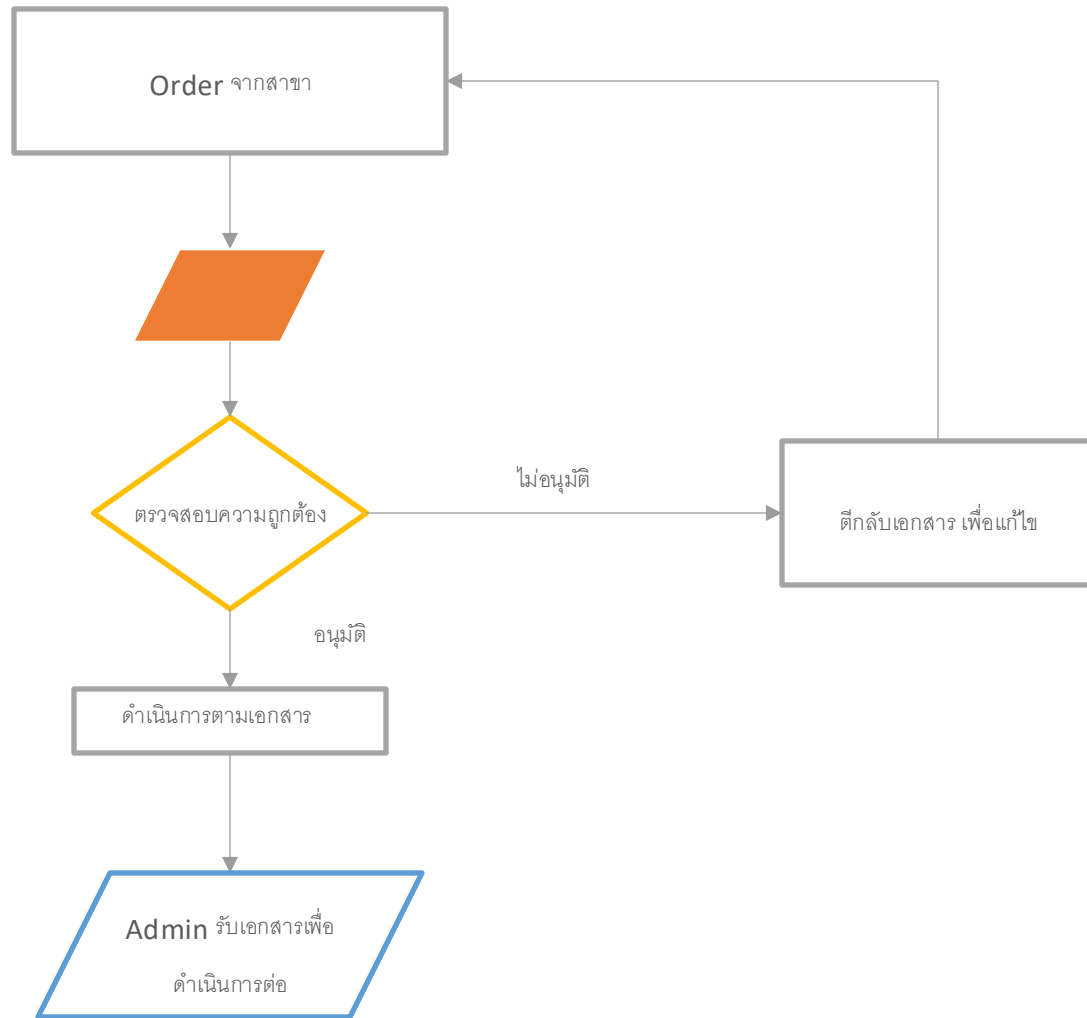 Order จากสาขา
ไม่อนุมัติ
ตรวจสอบความถูกต้อง
ตีกลับเอกสาร เพื่อแก้ไข
อนุมัติ
ดำเนินการตามเอกสาร
Admin รับเอกสารเพื่อ
ดำเนินการต่อ